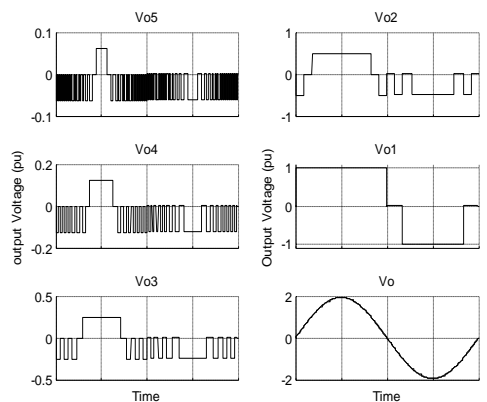 Vo5
0.1
0
-0.1
Vo2
1
0
-1
Vo4
0.2
0
-0.2
output Voltage (pu)
Vo1
1
0
-1
Output Voltage (pu)
Vo3
0.5
0
-0.5
Time
Vo
2
0
-2
Time